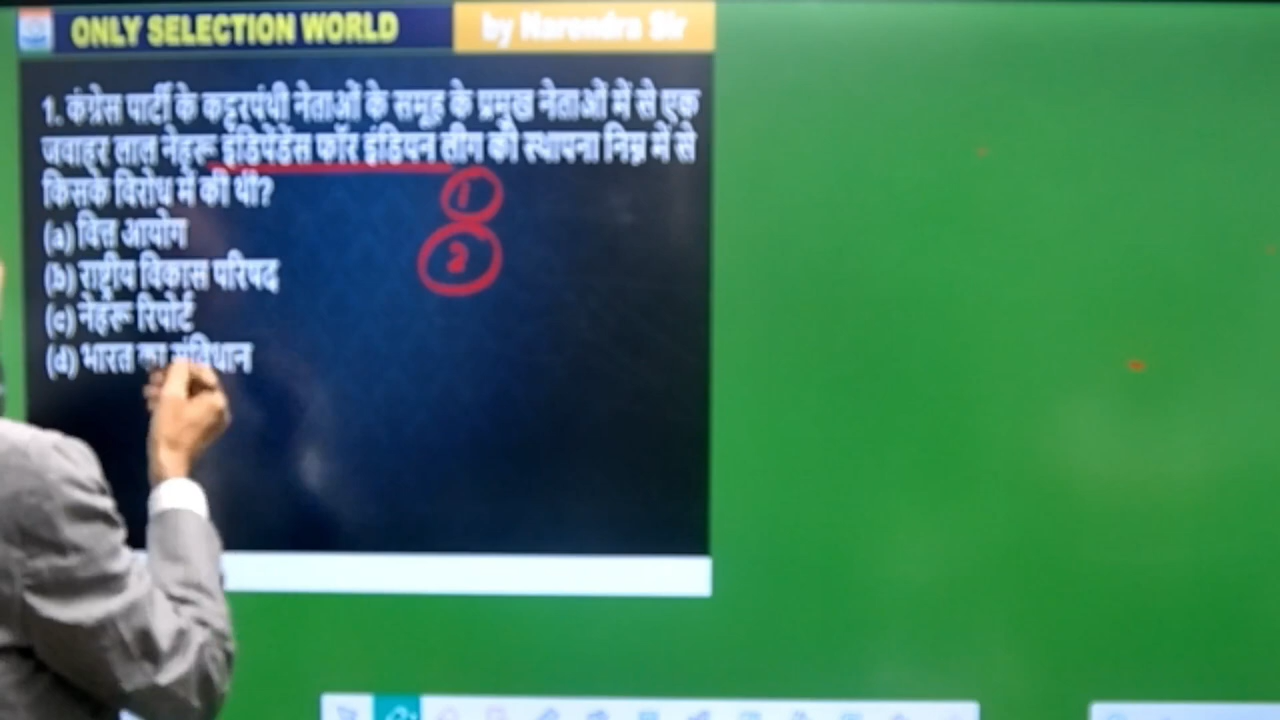 ONLY SELECTION WORLD
by Narendra Sir
1. कंग्रेस पार्टी के कट्टरपंथी नेताओं के समूह के प्रमुख नेताओं में से एक
जवाहर लाल नेहरू इंडिपेंडेंस फॉर इंडियन लीग की स्थापना निम्न में से
किसके विरोध में की थी?
1
2
(a) वित्त आयोग
(b) राष्ट्रीय विकास परिषद
(c) नेहरू रिपोर्ट
(d) भारत का संविधान